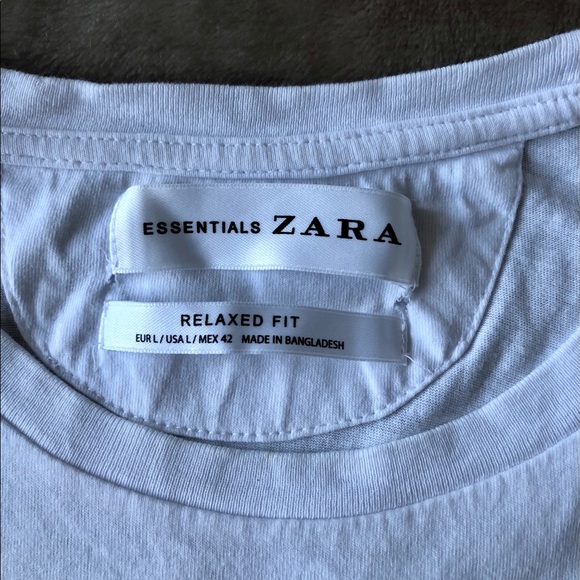 ESSENTIALS ZARA
RELAXED FIT
EUR L / USA L / MEX 42 MADE IN BANGLADESH